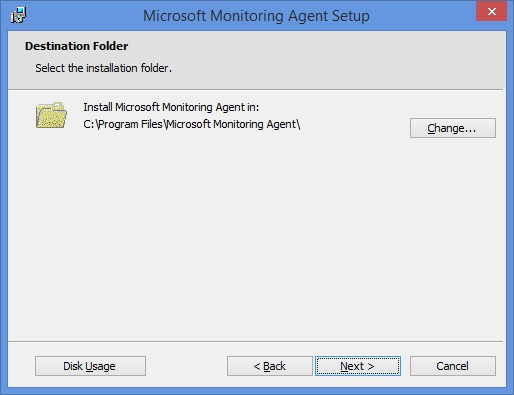 Microsoft Monitoring Agent Setup
Destination Folder
Select the installation folder.
Install Microsoft Monitoring Agent in:
C:\Program Files\Microsoft Monitoring Agent\
Change...
Disk Usage
< Back
Next >
Cancel